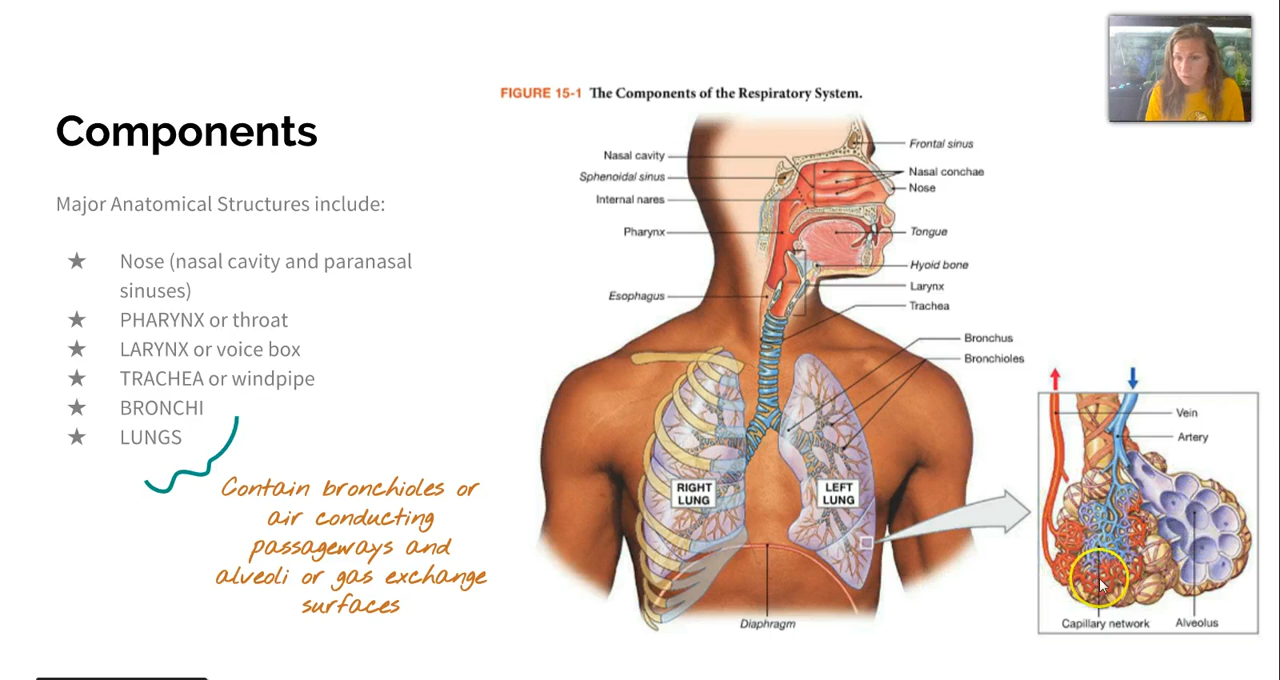 FIGURE 15-1 The Components of the Respiratory System.
Components
Major Anatomical Structures include:
★ Nose (nasal cavity and paranasal
sinuses)
★ PHARYNX or throat
★ LARYNX or voice box
★ TRACHEA or windpipe
★ BRONCHI
★ LUNGS
Contain bronchioles or
air conducting
passageways and
alveoli or gas exchange
surfaces
Nasal cavity
Sphenoidal sinus
Internal nares
Pharynx
Esophagus
Frontal sinus
Nasal conchae
Nose
Tongue
Hyoid bone
Larynx
Trachea
Bronchus
Bronchioles
RIGHT
LUNG
LEFT
LUNG
Diaphragm
Vein
Artery
Capillary network
Alveolus